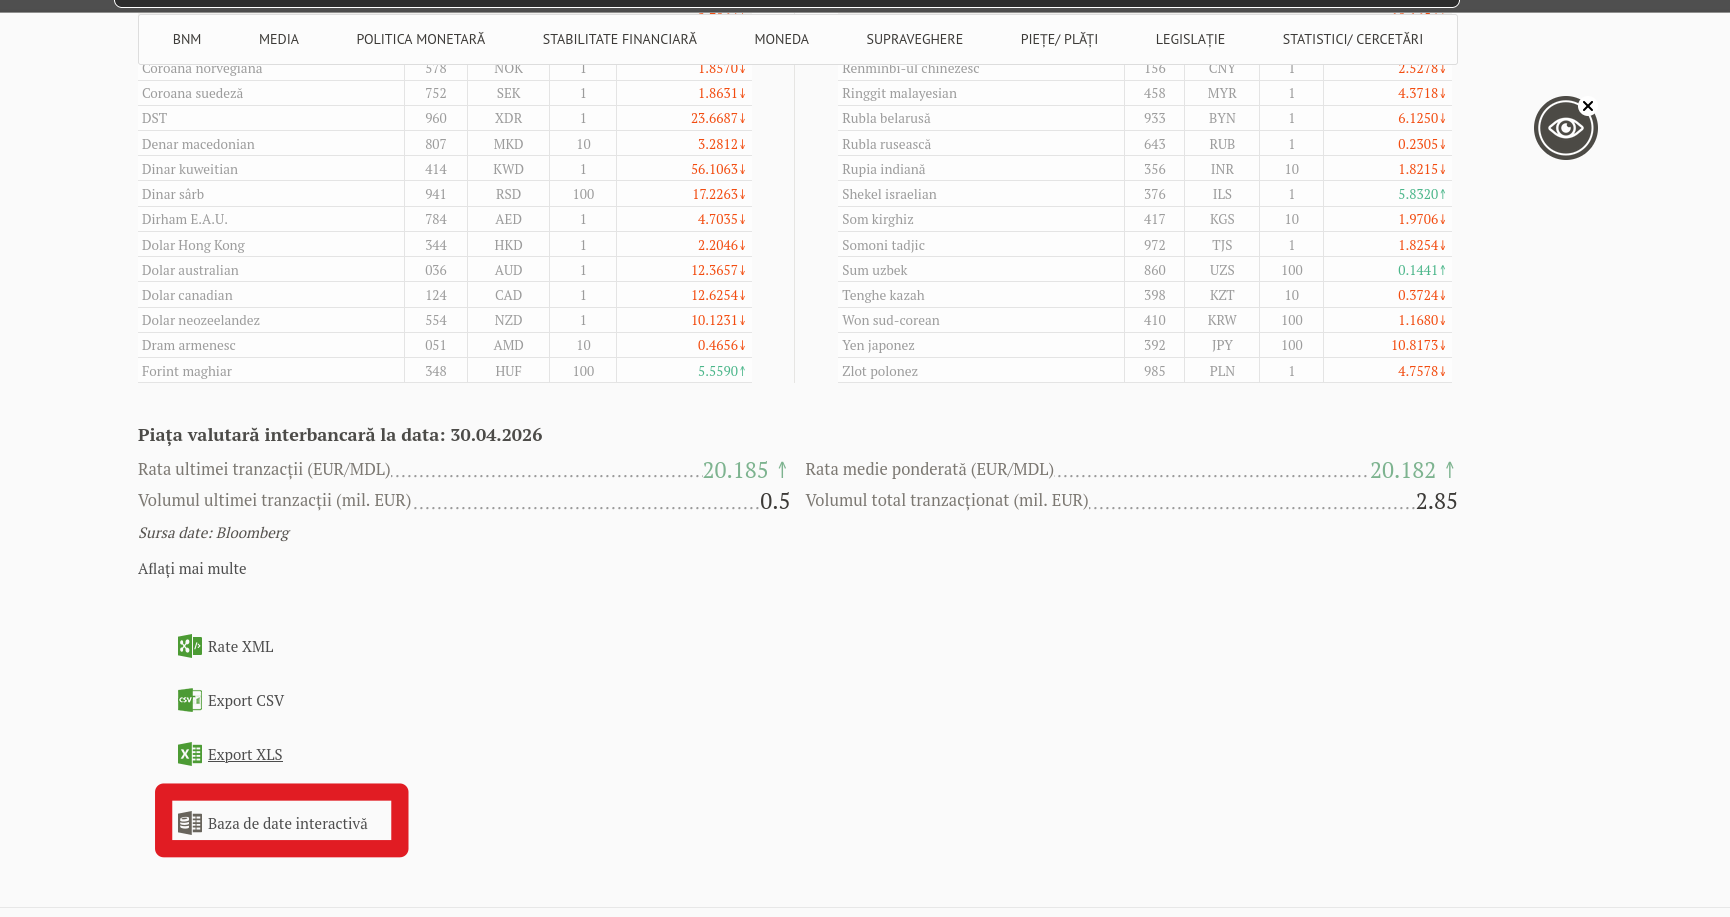 BNM MEDIA POLITICA MONETARĂ STABILITATE FINANCIARĂ MONEDA SUPRAVEGHERE PIEȚE/ PLĂȚI LEGISLAȚIE STATISTICI/ CERCETĂRI
Coroana norvegiană 578 NOK 1 1.8570↓
Coroana suedeză 752 SEK 1 1.8631↓
DST 960 XDR 1 23.6687↓
Denar macedonian 807 MKD 10 3.2812↓
Dinar kuweitian 414 KWD 1 56.1063↓
Dinar sârb 941 RSD 100 17.2263↓
Dirham E.A.U. 784 AED 1 4.7035↓
Dolar Hong Kong 344 HKD 1 2.2046↓
Dolar australian 036 AUD 1 12.3657↓
Dolar canadian 124 CAD 1 12.6254↓
Dolar neozeelandez 554 NZD 1 10.1231↓
Dram armenesc 051 AMD 10 0.4656↓
Forint maghiar 348 HUF 100 5.5590↑
Renminbi-ul chinezesc 156 CNY 1 2.5278↓
Ringgit malayesian 458 MYR 1 4.3718↓
Rubla belarusă 933 BYN 1 6.1250↓
Rubla rusească 643 RUB 1 0.2305↓
Rupia indiană 356 INR 10 1.8215↓
Shekel israelian 376 ILS 1 5.8320↑
Som kirghiz 417 KGS 10 1.9706↓
Somoni tadjic 972 TJS 1 1.8254↓
Sum uzbek 860 UZS 100 0.1441↑
Tenghe kazah 398 KZT 10 0.3724↓
Won sud-corean 410 KRW 100 1.1680↓
Yen japonez 392 JPY 100 10.8173↓
Zlot polonez 985 PLN 1 4.7578↓
Piața valutară interbancară la data: 30.04.2026
Rata ultimei tranzacții (EUR/MDL) 20.185 ↑
Volumul ultimei tranzacții (mil. EUR) 0.5
Rata medie ponderată (EUR/MDL) 20.182 ↑
Volumul total tranzacționat (mil. EUR) 2.85
Sursa date: Bloomberg
Aflați mai multe
Rate XML
CSV Export CSV
X Export XLS
Baza de date interactivă